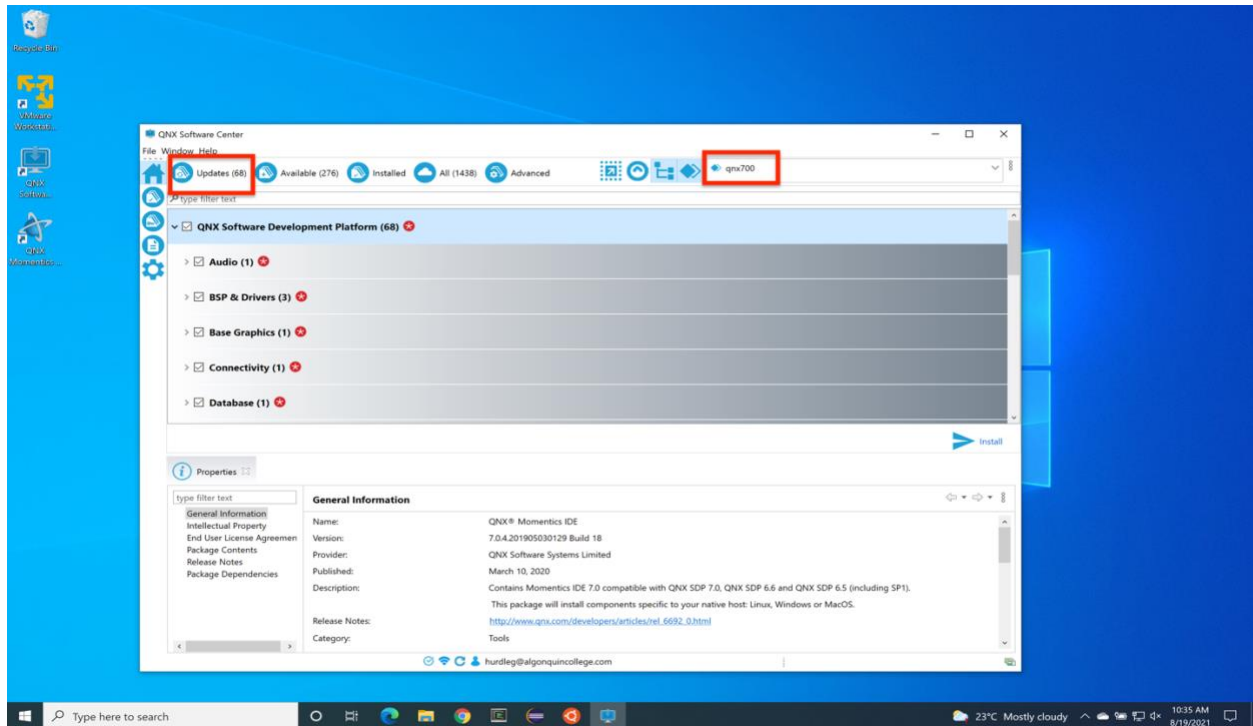 Recycle Bin
VMware
Workstati...
QNX
Softwa...
QNX
Momentics ...
QNX Software Center
File Window Help
Updates (68) Available (276) Installed All (1438) Advanced qnx700
type filter text
QNX Software Development Platform (68)
Audio (1)
BSP & Drivers (3)
Base Graphics (1)
Connectivity (1)
Database (1)
Install
Properties
type filter text
General Information
Intellectual Property
End User License Agreemen
Package Contents
Release Notes
Package Dependencies
General Information
Name: QNX® Momentics IDE
Version: 7.0.4.201905030129 Build 18
Provider: QNX Software Systems Limited
Published: March 10, 2020
Description: Contains Momentics IDE 7.0 compatible with QNX SDP 7.0, QNX SDP 6.6 and QNX SDP 6.5 (including SP1).
This package will install components specific to your native host: Linux, Windows or MacOS.
Release Notes: http://www.qnx.com/developers/articles/rel_6692_0.html
Category: Tools
hurdleg@algonquincollege.com
Type here to search
23°C Mostly cloudy
10:35 AM
8/19/2021